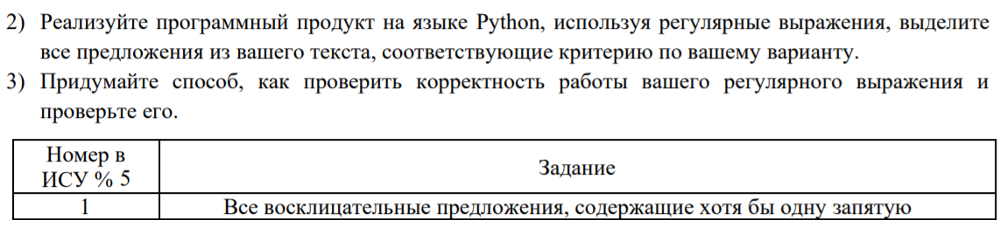 2) Реализуйте программный продукт на языке Python, используя регулярные выражения, выделите
все предложения из вашего текста, соответствующие критерию по вашему варианту.
3) Придумайте способ, как проверить корректность работы вашего регулярного выражения и
проверьте его.
Номер в
ИСУ % 5
Задание
1
Все восклицательные предложения, содержащие хотя бы одну запятую